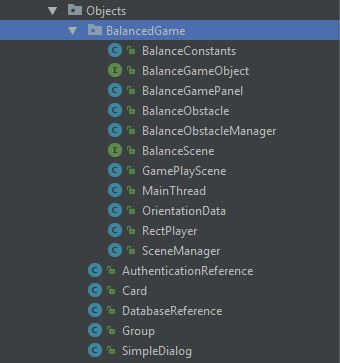 Objects
BalancedGame
C BalanceConstants
I BalanceGameObject
C BalanceGamePanel
C BalanceObstacle
C BalanceObstacleManager
I BalanceScene
C GamePlayScene
C MainThread
C OrientationData
C RectPlayer
C SceneManager
C AuthenticationReference
C Card
C DatabaseReference
C Group
C SimpleDialog